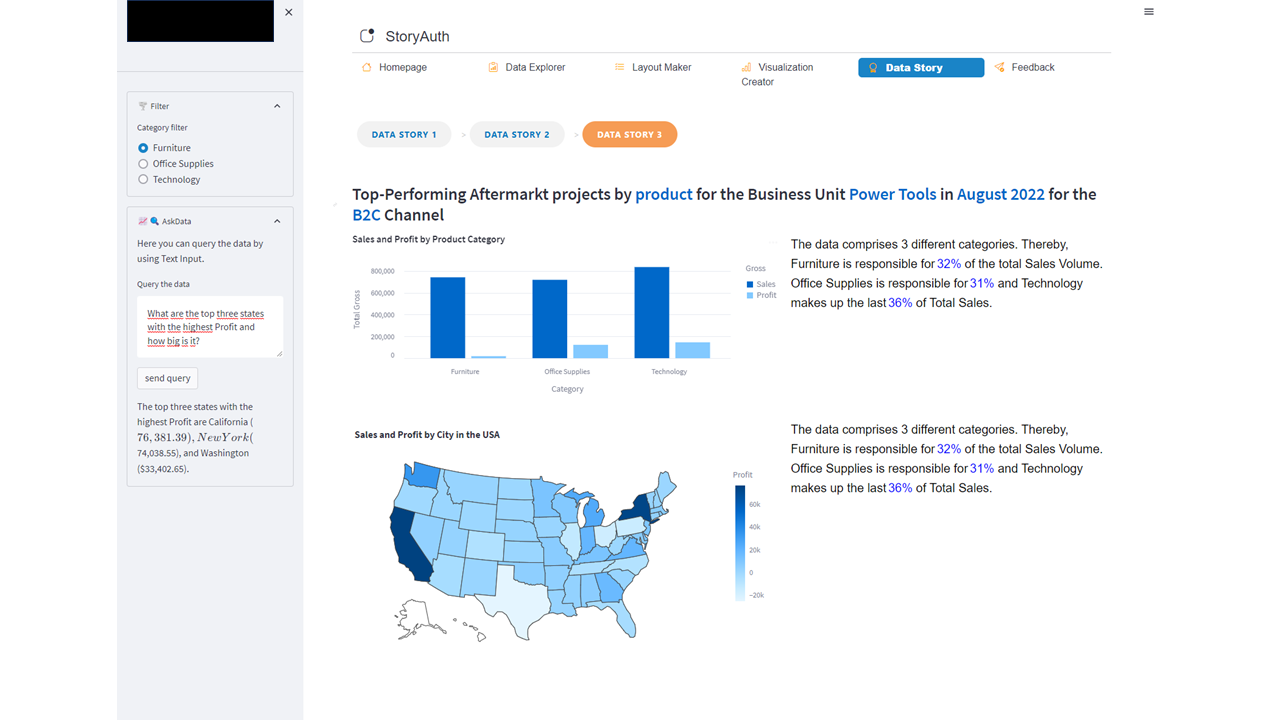 StoryAuth
Homepage
Data Explorer
Layout Maker
Visualization
Creator
Data Story
Feedback
Filter
Category filter
Furniture
Office Supplies
Technology
AskData
Here you can query the data by
using Text Input.
Query the data
What are the top three states
with the highest Profit and
how big is it?
send query
The top three states with the
highest Profit are California (
76, 381.39), NewYork(
74,038.55), and Washington
($33,402.65).
DATA STORY 1
>
DATA STORY 2
>
DATA STORY 3
Top-Performing Aftermarkt projects by product for the Business Unit Power Tools in August 2022 for the
B2C Channel
Sales and Profit by Product Category
800,000
600,000
400,000
200,000
0
Total Gross
Furniture
Office Supplies
Technology
Category
Gross
Sales
Profit
The data comprises 3 different categories. Thereby,
Furniture is responsible for 32% of the total Sales Volume.
Office Supplies is responsible for 31% and Technology
makes up the last 36% of Total Sales.
Sales and Profit by City in the USA
Profit
60k
40k
20k
0
−20k
The data comprises 3 different categories. Thereby,
Furniture is responsible for 32% of the total Sales Volume.
Office Supplies is responsible for 31% and Technology
makes up the last 36% of Total Sales.